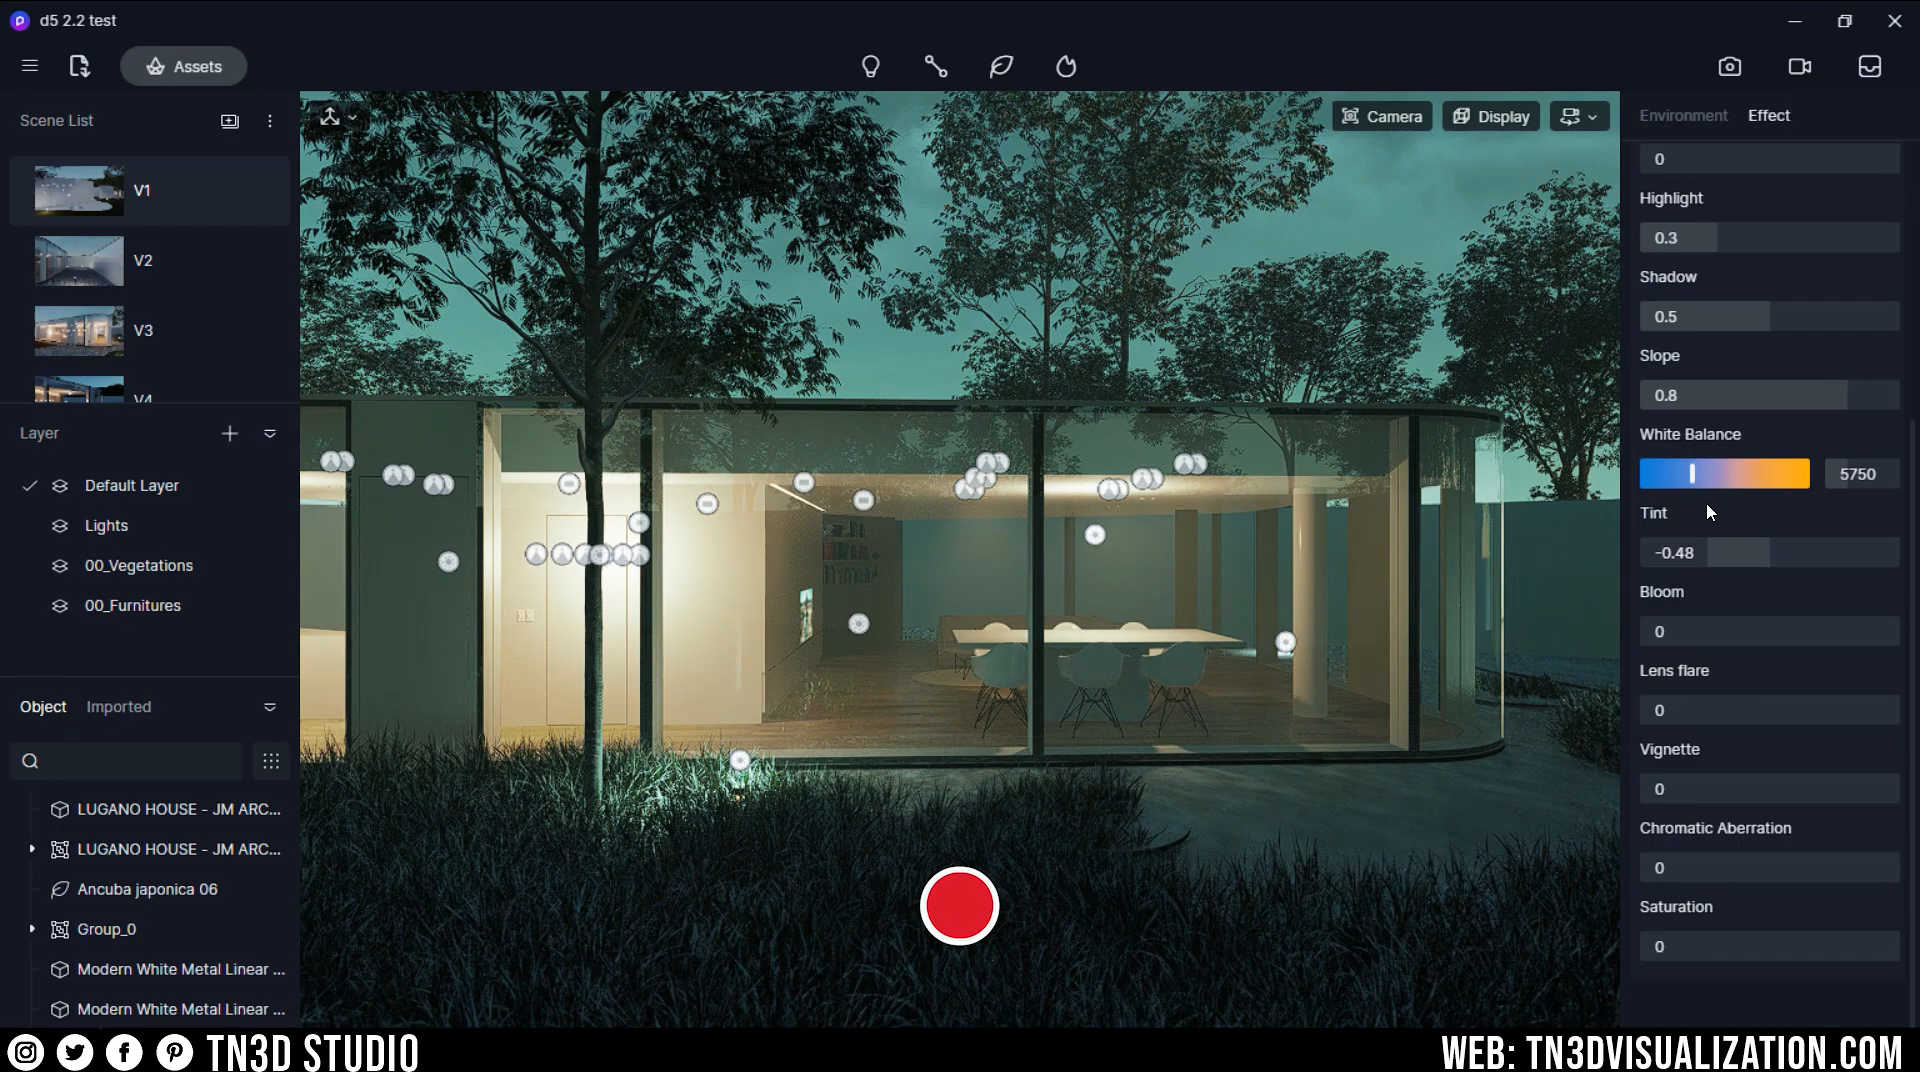 d5 2.2 test
Assets
Scene List
V1
V2
V3
V4
Layer
Default Layer
Lights
00_Vegetations
00_Furnitures
Object Imported
LUGANO HOUSE - JM ARC...
LUGANO HOUSE - JM ARC...
Ancuba japonica 06
Group_0
Modern White Metal Linear ...
Modern White Metal Linear ...
Camera Display
Environment Effect
0
Highlight
0.3
Shadow
0.5
Slope
0.8
White Balance
5750
Tint
-0.48
Bloom
0
Lens flare
0
Vignette
0
Chromatic Aberration
0
Saturation
0
TN3D STUDIO
WEB: TN3DVISUALIZATION.COM